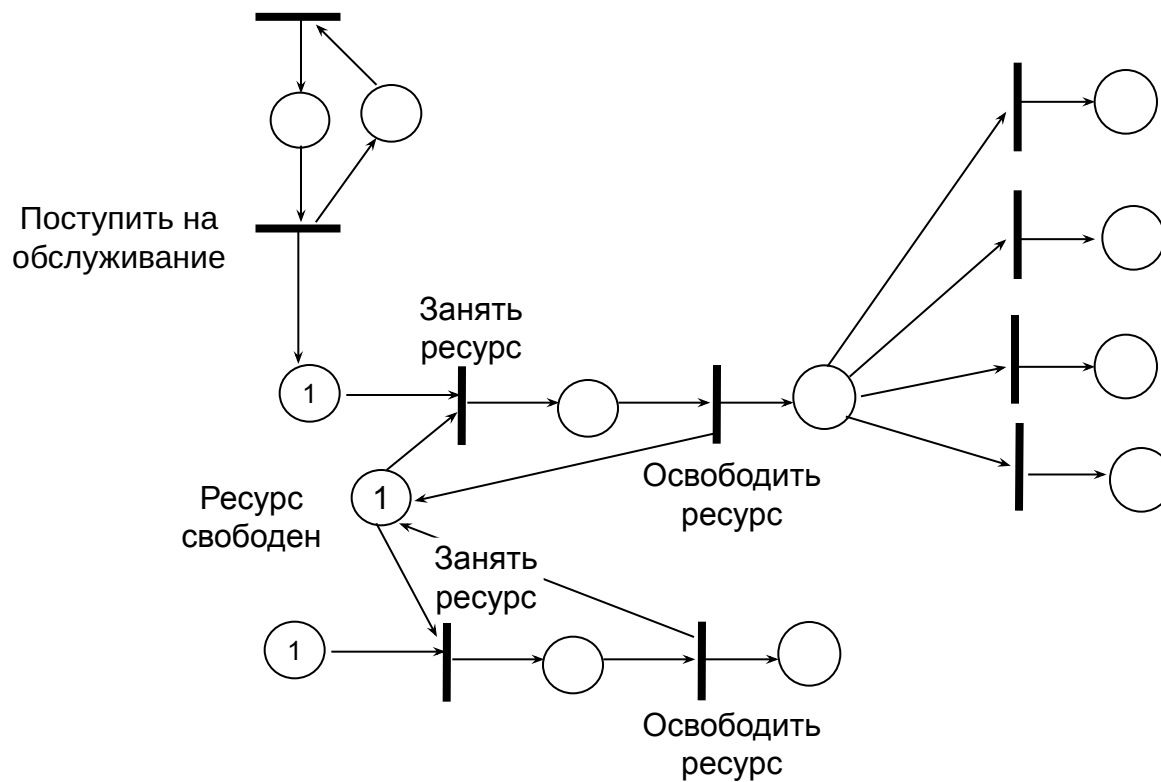 Поступить на
обслуживание
Занять
ресурс
1
1
Ресурс
свободен
Освободить
ресурс
Занять
ресурс
1
Освободить
ресурс